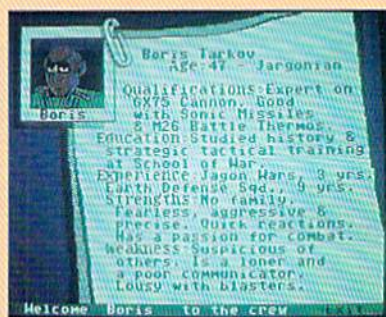 Boris
Boris Tarkov
Age:47 - Jargonian
Qualifications:Expert on
GX75 Cannon. Good
with Sonic Missiles
& M26 Battle Thermos
Education:Studied history &
strategic tactical training
at School of War.
Experience:Jagon Wars, 3 yrs.
Earth Defense Sqd., 9 yrs.
Strengths:No family.
Fearless, aggressive &
Precise. Quick reactions.
Has a passion for combat.
Weakness:Suspicious of
others. Is a loner and
a poor communicator.
Lousy with blasters.
Welcome Boris to the crew EXIT